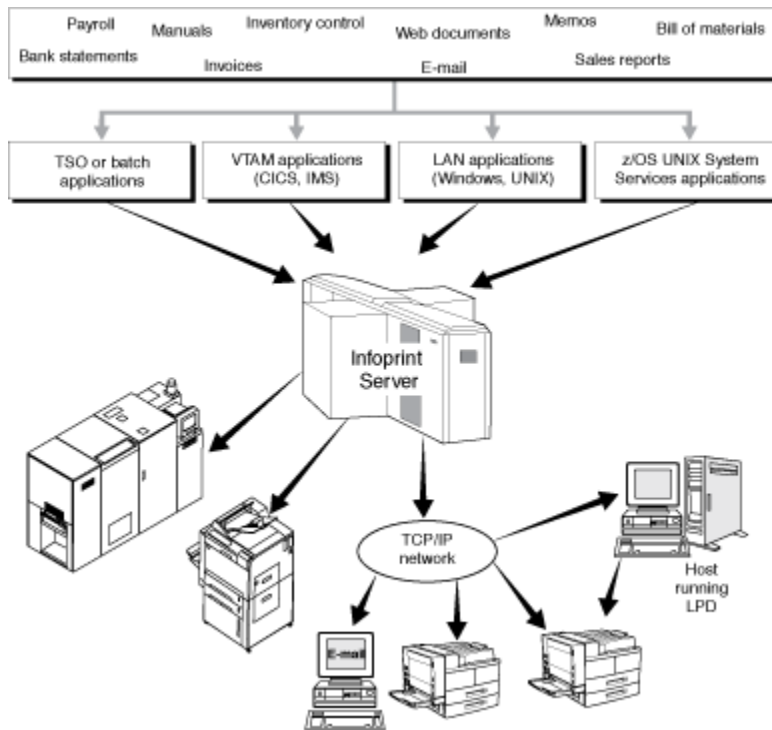 Payroll
Manuals
Inventory control
Web documents
Memos
Bill of materials
Bank statements
Invoices
E-mail
Sales reports
TSO or batch
applications
VTAM applications
(CICS, IMS)
LAN applications
(Windows, UNIX)
z/OS UNIX System
Services applications
Infoprint
Server
TCP/IP
network
Host
running
LPD
E-mail